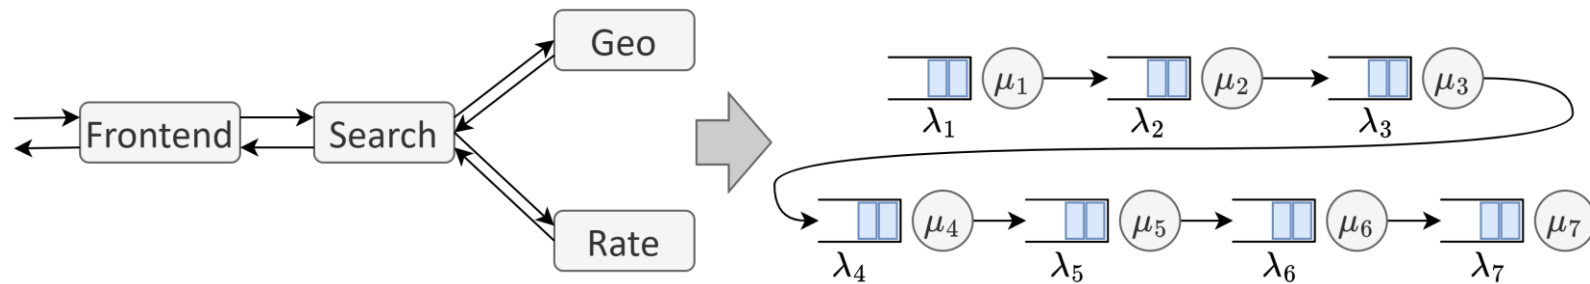 Geo
Frontend
Search
Rate
μ₁
μ₂
μ₃
λ₁
λ₂
λ₃
μ₄
μ₅
μ₆
μ₇
λ₄
λ₅
λ₆
λ₇